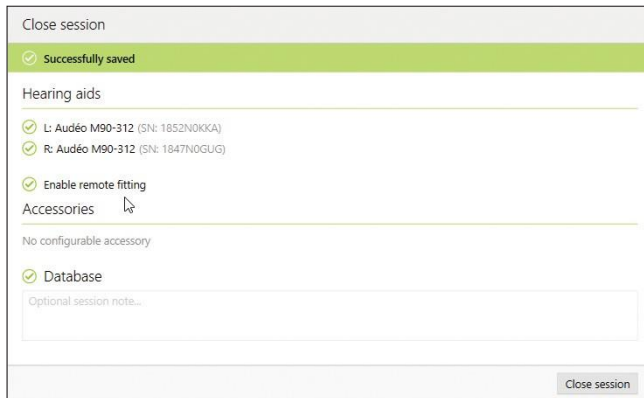 Close session
Successfully saved
Hearing aids
L: Audéo M90-312 (SN: 1852N0KKA)
R: Audéo M90-312 (SN: 1847N0GUG)
Enable remote fitting
Accessories
No configurable accessory
Database
Optional session note...
Close session